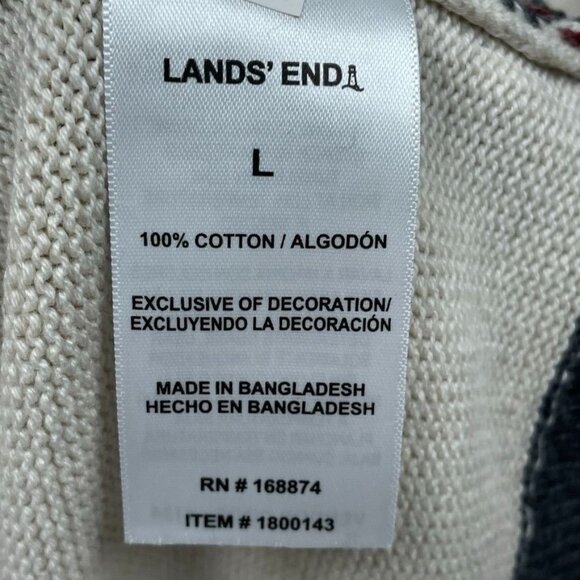 LANDS' END
L
100% COTTON / ALGODÓN
EXCLUSIVE OF DECORATION/
EXCLUYENDO LA DECORACIÓN
MADE IN BANGLADESH
HECHO EN BANGLADESH
RN # 168874
ITEM # 1800143